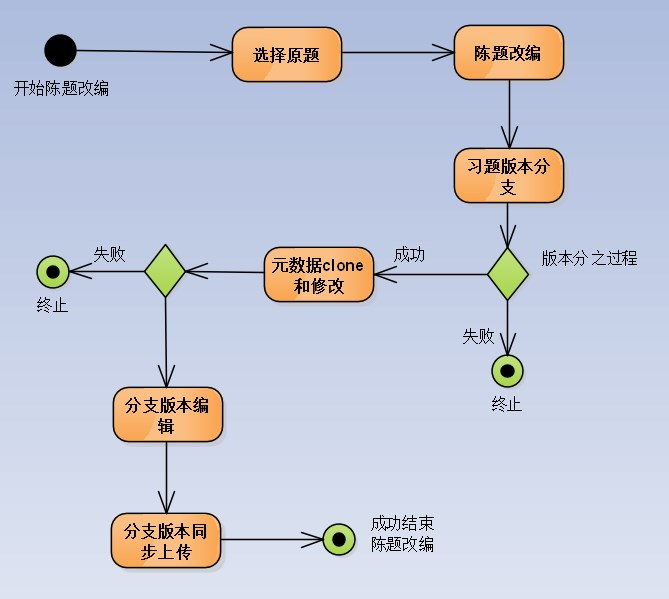 选择原题
陈题改编
开始陈题改编
习题版本分
支
失败
元数据clone
和修改
成功
版本分 之过程
终止
失败
终止
分支版本编
辑
分支版本同
步上传
成功结束
陈题改编